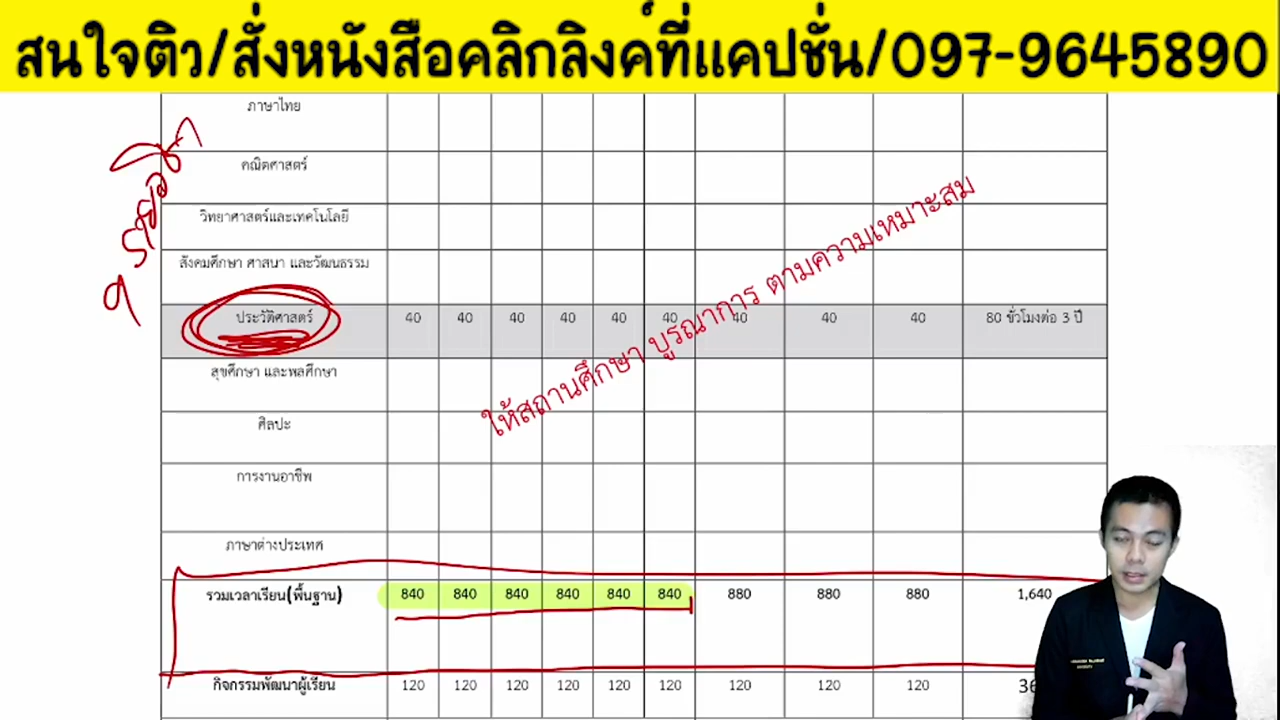 สนใจติว/สั่งหนังสือคลิกลิงค์ที่แคปชั่น/097-9645890
ภาษาไทย
คณิตศาสตร์
วิทยาศาสตร์และเทคโนโลยี
สังคมศึกษา ศาสนา และวัฒนธรรม
ประวัติศาสตร์ 40 40 40 40 40 40 40 40 40 80 ชั่วโมงต่อ 3 ปี
สุขศึกษา และพลศึกษา
ศิลปะ
การงานอาชีพ
ภาษาต่างประเทศ
ให้สถานศึกษา บูรณาการ ตามความเหมาะสม
รวมเวลาเรียน(พื้นฐาน) 840 840 840 840 840 840 880 880 880 1,640
กิจกรรมพัฒนาผู้เรียน 120 120 120 120 120 120 120 120 120